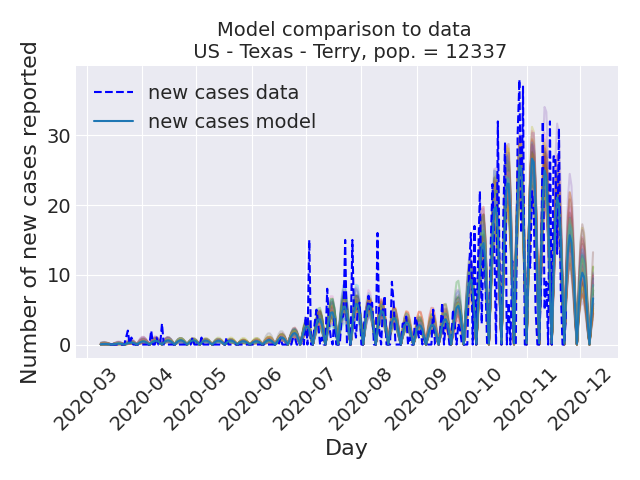 Model comparison to data
US - Texas - Terry, pop. = 12337
Number of new cases reported
new cases data
new cases model
30
20
10
0
2020-03
2020-04
2020-05
2020-06
2020-07
2020-08
2020-09
2020-10
2020-11
2020-12
Day